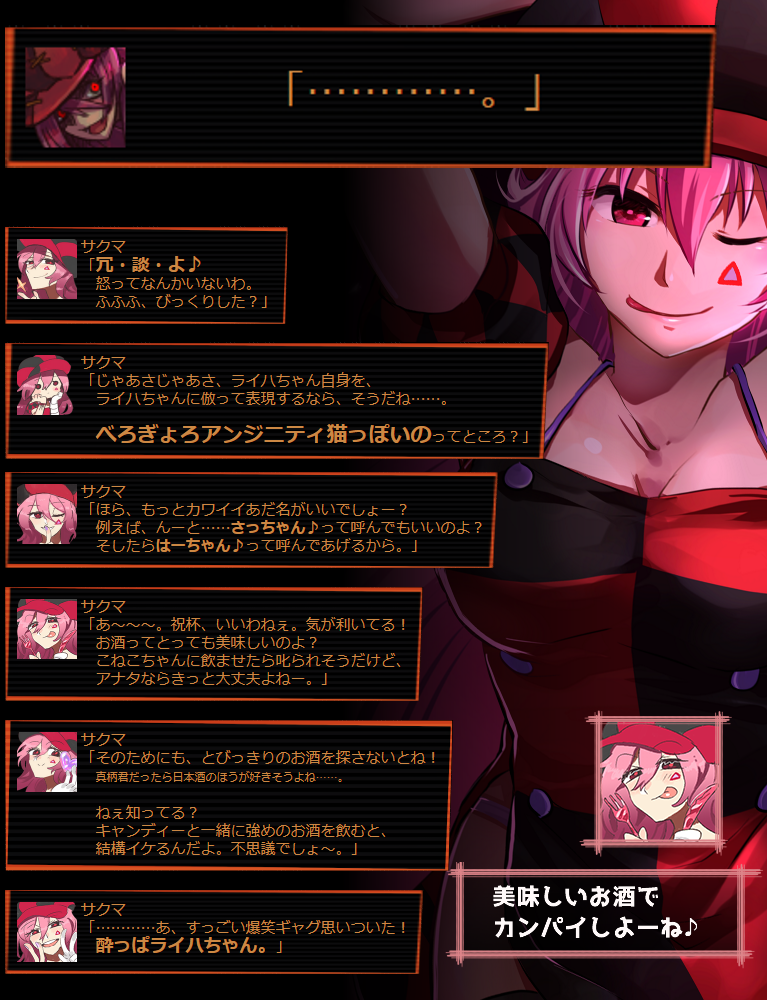 「…………。」
サクマ
「冗・談・よ♪
怒ってなんかいないわ。
ふふふ、びっくりした？」
サクマ
「じゃあさじゃあさ、ライハちゃん自身を、
ライハちゃんに倣って表現するなら、そうだね……。
べろぎょろアンジニティ猫っぽいのってところ？」
サクマ
「ほら、もっとカワイイあだ名がいいでしょー？
例えば、んーと……さっちゃん♪って呼んでもいいのよ？
そしたらはーちゃん♪って呼んであげるから。」
サクマ
「あ～～～。祝杯、いいわねぇ。気が利いてる！
お酒ってとっても美味しいのよ？
こねこちゃんに飲ませたら叱られそうだけど、
アナタならきっと大丈夫よねー。」
サクマ
「そのためにも、とびっきりのお酒を探さないとね！
真柄君だったら日本酒のほうが好きそうよね……。
ねぇ知ってる？
キャンディーと一緒に強めのお酒を飲むと、
結構イケるんだよ。不思議でしょ～。」
サクマ
「…………あ、すっごい爆笑ギャグ思いついた！
酔っぱライハちゃん。」
美味しいお酒で
カンパイしよーね♪